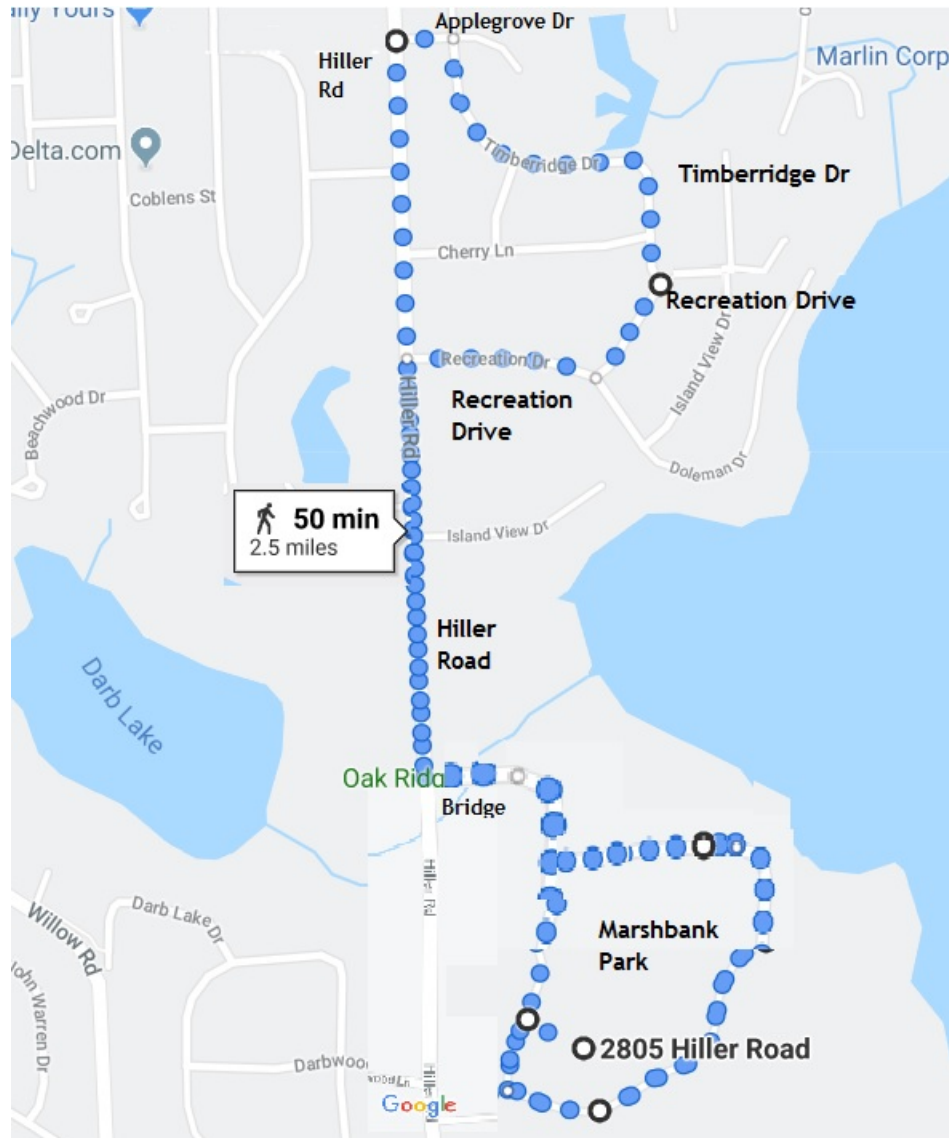 ally Yours
Applegrove Dr
Hiller
Rd
Marlin Corp
Delta.com
Timberridge Dr
Timberridge Dr
Coblens St
Cherry Ln
Recreation Drive
Recreation Dr
Island View Dr
Beachwood Dr
Hiller Rd
Recreation
Drive
Doleman Dr
50 min
2.5 miles
Island View Dr
Hiller
Road
Darb Lake
Oak Ridg
Bridge
Hiller Rd
Willow Rd
Darb Lake Dr
Marshbank
Park
John Warren Dr
2805 Hiller Road
Darbwoo
Google